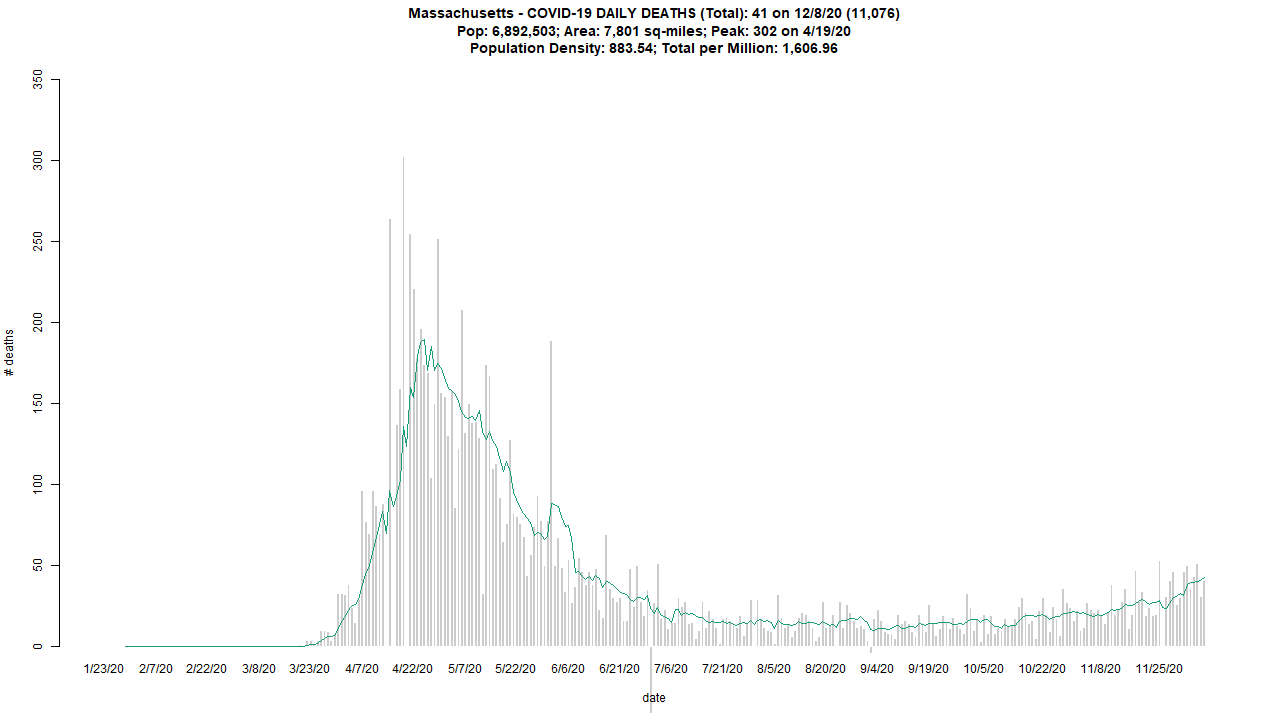 Massachusetts - COVID-19 DAILY DEATHS (Total): 41 on 12/8/20 (11,076)
Pop: 6,892,503; Area: 7,801 sq-miles; Peak: 302 on 4/19/20
Population Density: 883.54; Total per Million: 1,606.96
350
300
250
200
150
100
50
0
# deaths
1/23/20 2/7/20 2/22/20 3/8/20 3/23/20 4/7/20 4/22/20 5/7/20 5/22/20 6/6/20 6/21/20 7/6/20 7/21/20 8/5/20 8/20/20 9/4/20 9/19/20 10/5/20 10/22/20 11/8/20 11/25/20
date